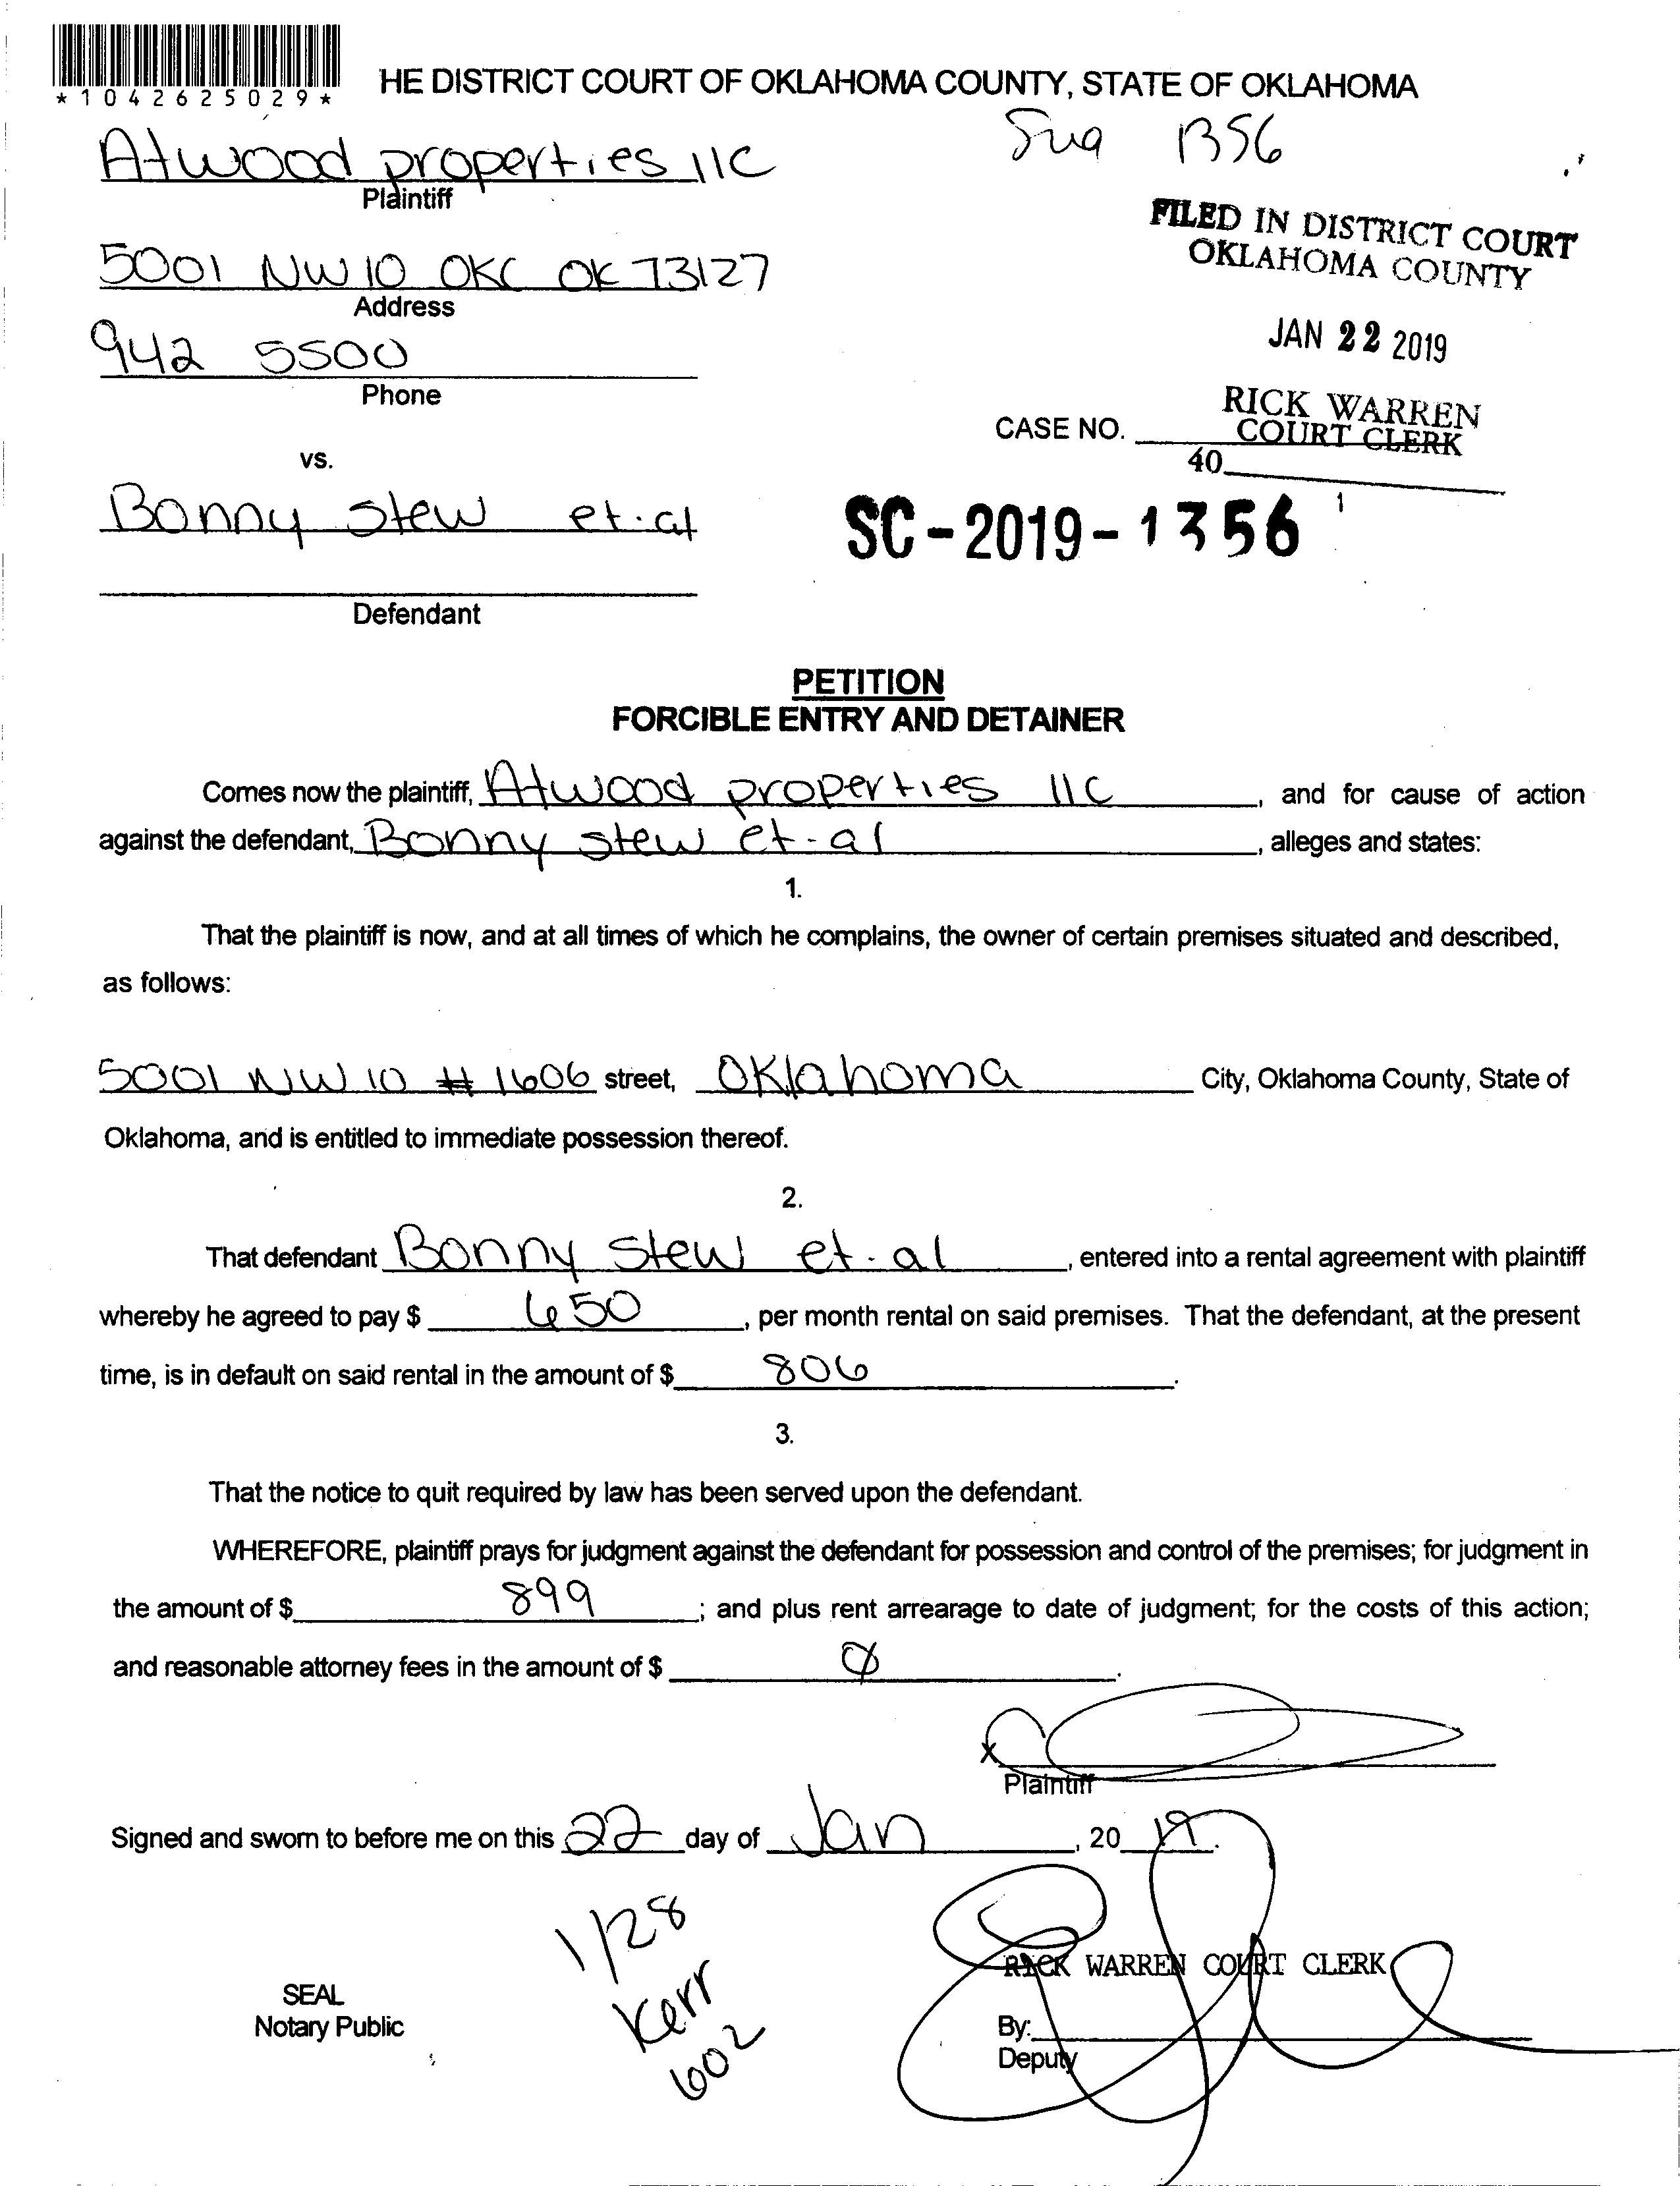 *1042625029*
HE DISTRICT COURT OF OKLAHOMA COUNTY, STATE OF OKLAHOMA
1356
Atwood properties llc
Plaintiff
FILED IN DISTRICT COURT
OKLAHOMA COUNTY
5001 NW 10 OKC OK 73127
Address
JAN 22 2019
942 5500
Phone
RICK WARREN
COURT CLERK
CASE NO.
40
vs.
Bonny Stew et.al
SC-2019-1356
Defendant
PETITION
FORCIBLE ENTRY AND DETAINER
Comes now the plaintiff, Atwood properties llc, and for cause of action
against the defendant, Bonny Stew et-al, alleges and states:
1.
That the plaintiff is now, and at all times of which he complains, the owner of certain premises situated and described,
as follows:
5001 NW 10 # 1606 street, Oklahoma City, Oklahoma County, State of
Oklahoma, and is entitled to immediate possession thereof.
2.
That defendant Bonny Stew et-al, entered into a rental agreement with plaintiff
whereby he agreed to pay $ 650, per month rental on said premises. That the defendant, at the present
time, is in default on said rental in the amount of $ 806.
3.
That the notice to quit required by law has been served upon the defendant.
WHEREFORE, plaintiff prays for judgment against the defendant for possession and control of the premises; for judgment in
the amount of $ 899; and plus rent arrearage to date of judgment; for the costs of this action;
and reasonable attorney fees in the amount of $ 0.
x
Plaintiff
Signed and sworn to before me on this 22 day of Jan, 2019.
1/28
Kerr
602
RICK WARREN COURT CLERK
SEAL
Notary Public
By:
Deputy